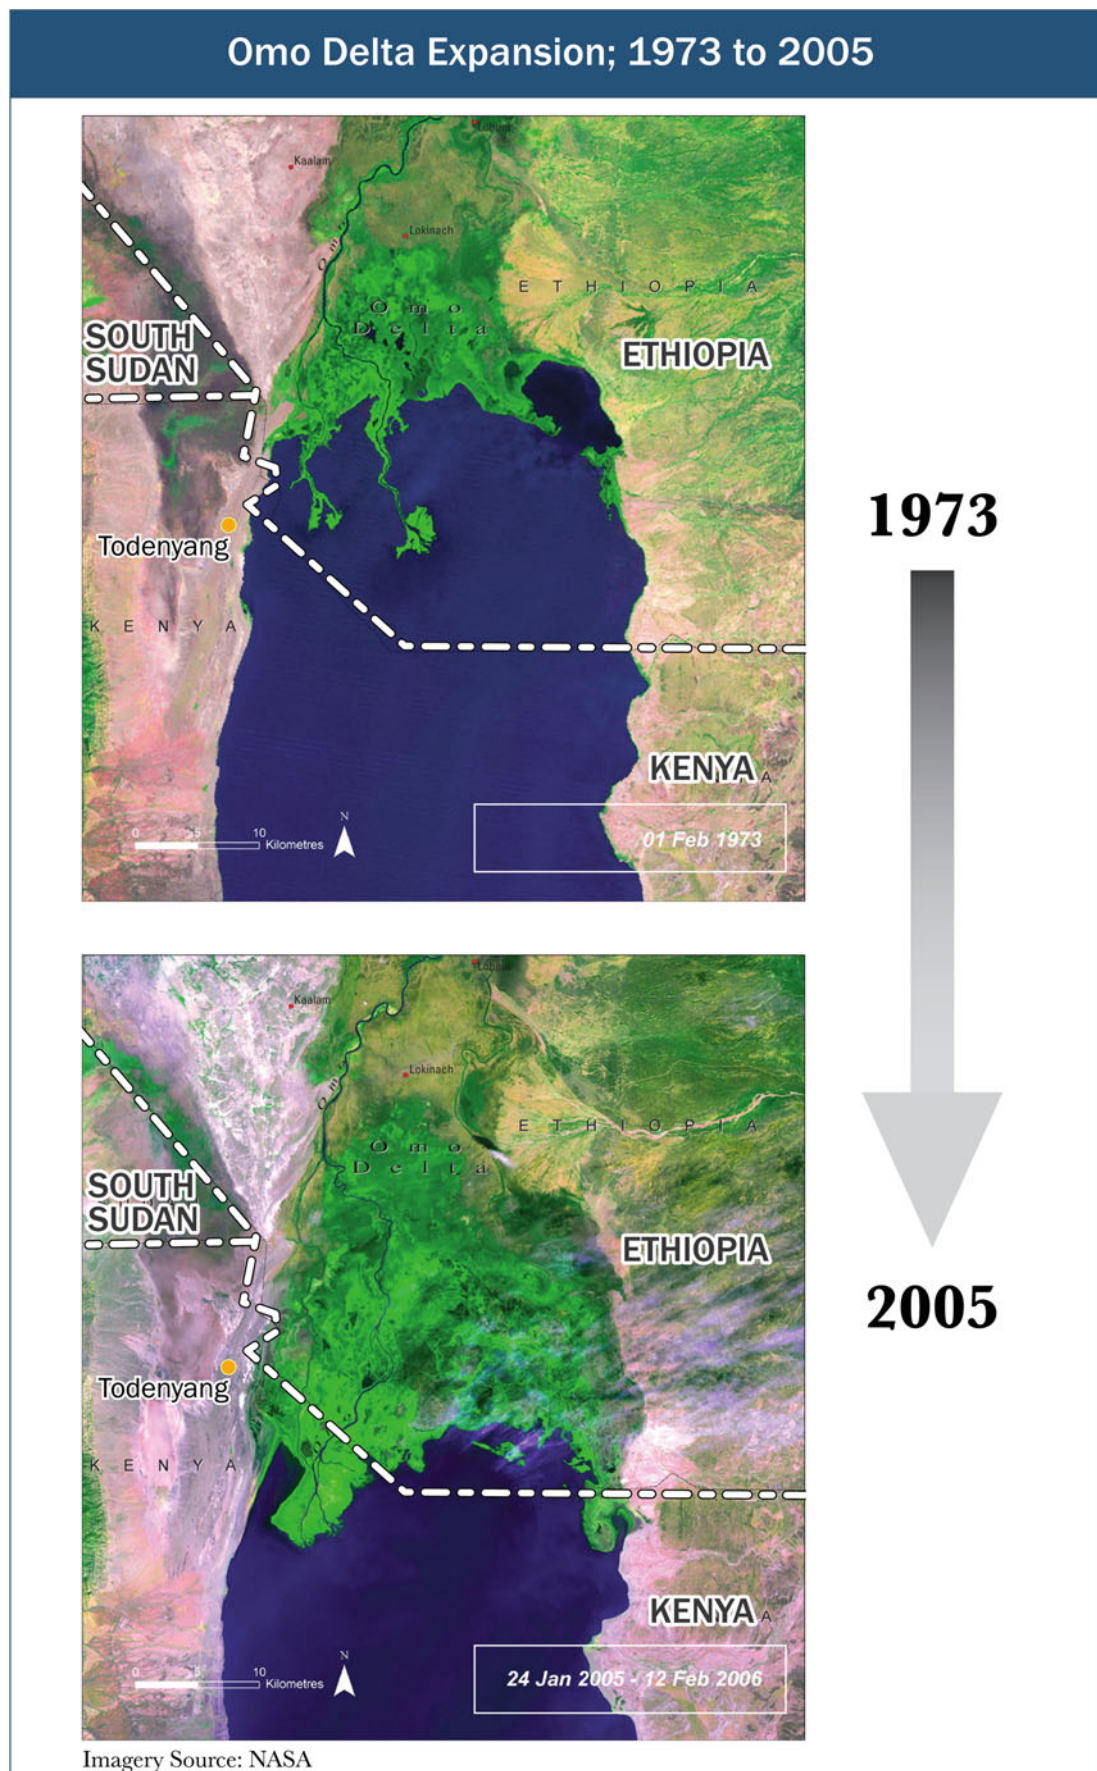 Omo Delta Expansion; 1973 to 2005
Kaalam
Lokinach
Omo
Omo
Delta
ETHIOPIA
SOUTH
SUDAN
ETHIOPIA
Todenyang
KENYA
KENYA
01 Feb 1973
0 5 10
Kilometres
N
1973
2005
Kaalam
Lokinach
Omo
Omo
Delta
ETHIOPIA
SOUTH
SUDAN
ETHIOPIA
Todenyang
KENYA
KENYA
24 Jan 2005 - 12 Feb 2006
0 5 10
Kilometres
N
Imagery Source: NASA